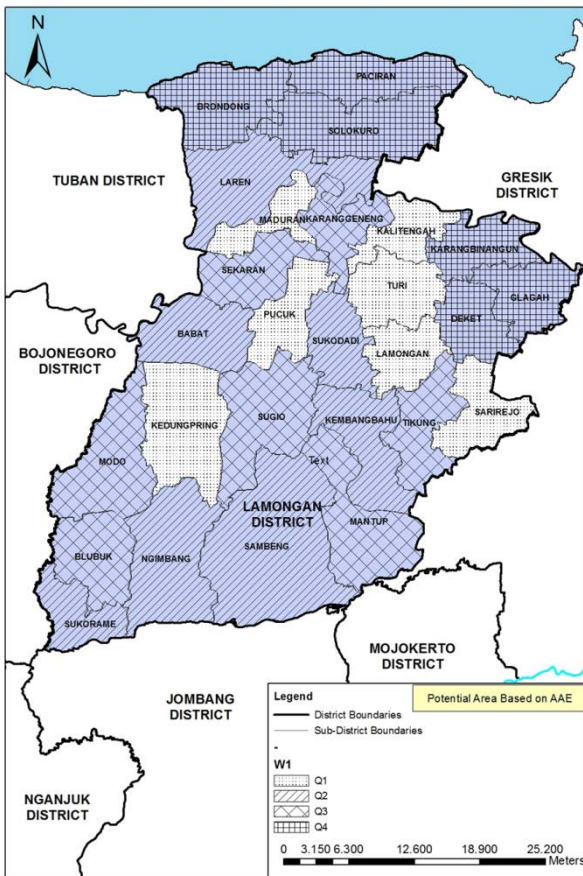 N
PACIRAN
BRONDONG
SOLOKURO
TUBAN DISTRICT
LAREN
GRESIK
DISTRICT
MADURAN
KARANGGENENG
KALITENGAH
KARANGBINANGUN
SEKARAN
TURI
GLAGAH
PUCUK
DEKET
BABAT
SUKODADI
BOJONEGORO
DISTRICT
LAMONGAN
KEDUNGPRING
SUGIO
KEMBANGBAHU
TIKUNG
SARIREJO
MODO
Text
LAMONGAN
DISTRICT
MANTUP
BLUBUK
NGIMBANG
SAMBENG
SUKORAME
MOJOKERTO
DISTRICT
JOMBANG
DISTRICT
NGANJUK
DISTRICT
Legend
Potential Area Based on AAE
District Boundaries
Sub-District Boundaries
-
W1
Q1
Q2
Q3
Q4
0 3.150 6.300 12.600 18.900 25.200
Meters